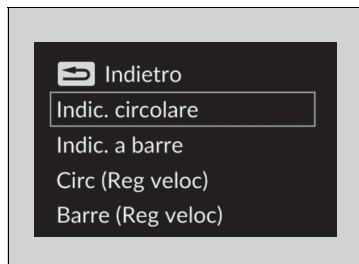 Indietro
Indic. circolare
Indic. a barre
Circ (Reg veloc)
Barre (Reg veloc)